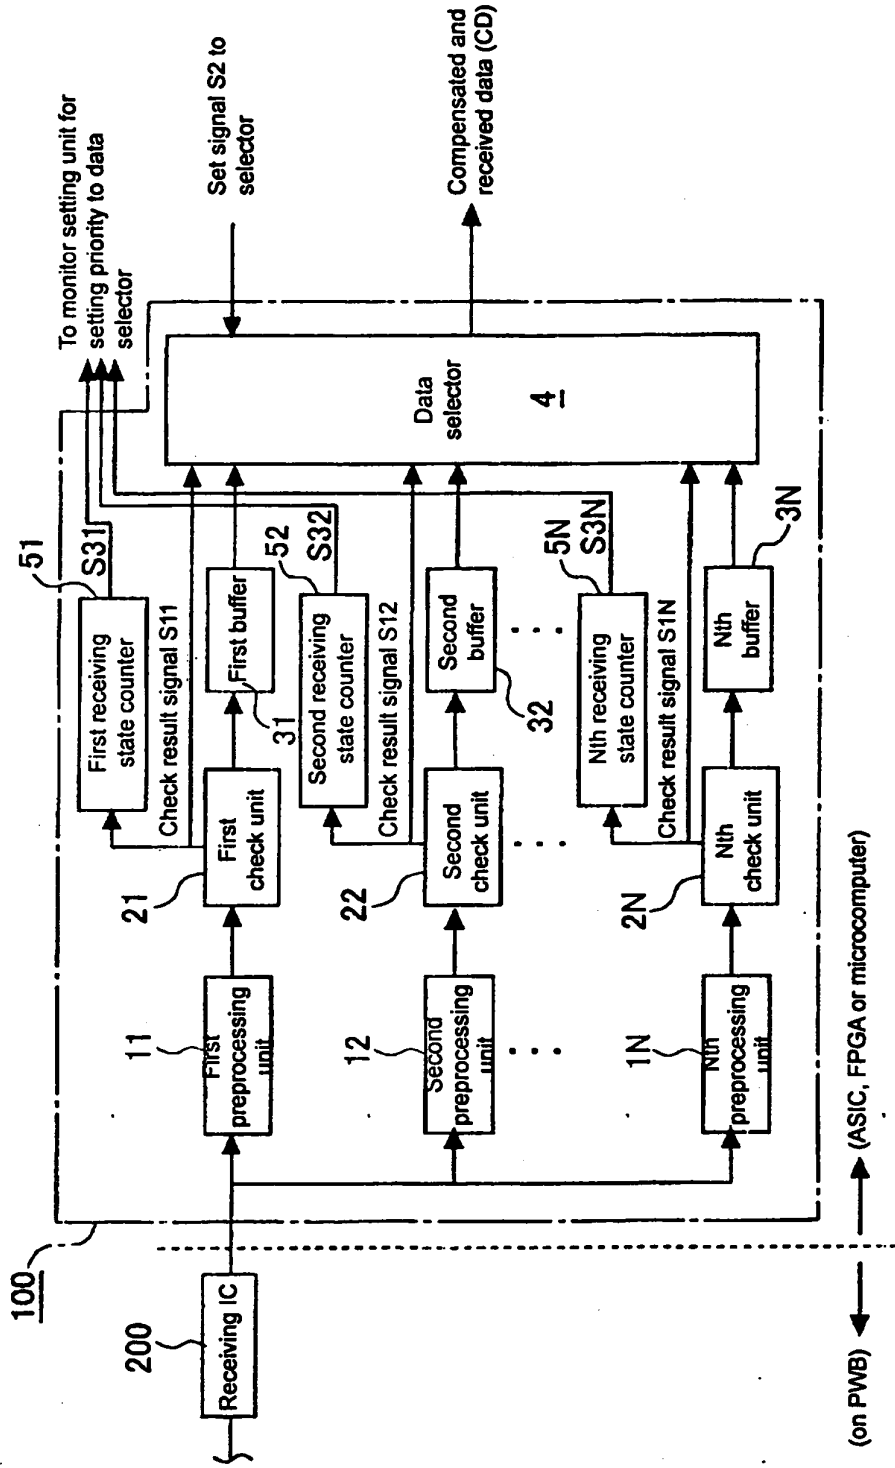 100
200
Receiving IC
11
First
preprocessing
unit
21
First
check unit
51
First receiving
state counter
S31
Check result signal S11
First buffer
31
To monitor setting unit for
setting priority to data
selector
Set signal S2 to
selector
12
Second
preprocessing
unit
22
Second
check unit
52
Second receiving
state counter
S32
Check result signal S12
Second
buffer
32
Data
selector
4
Compensated and
received data (CD)
1N
Nth
preprocessing
unit
2N
Nth
check unit
5N
Nth receiving
state counter
S3N
Check result signal S1N
Nth
buffer
3N
(on PWB)
(ASIC, FPGA or microcomputer)